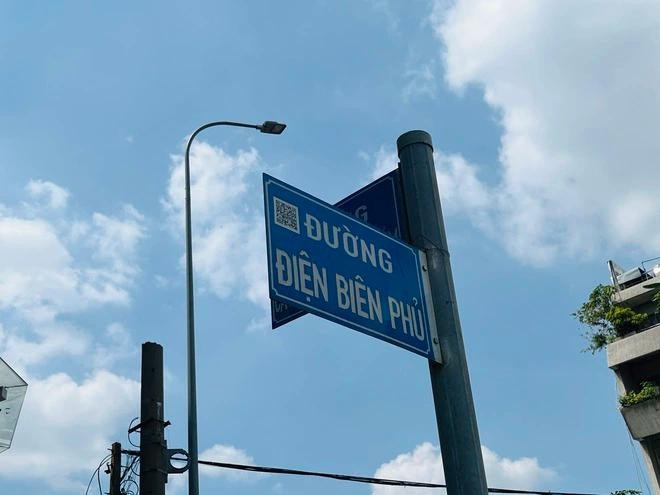 ĐƯỜNG
ĐIỆN BIÊN PHỦ